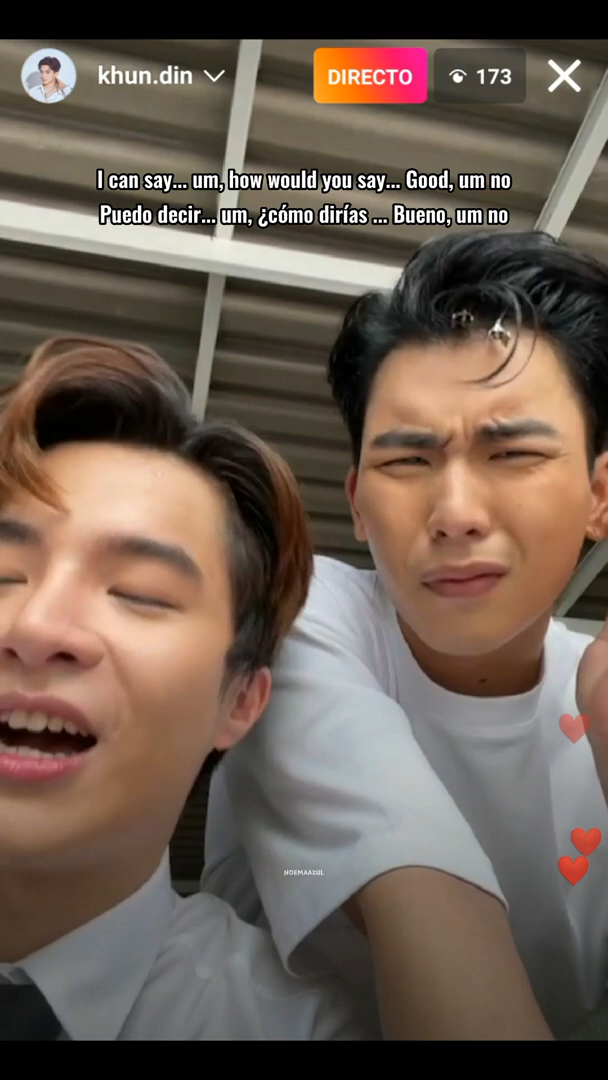 khun.din
DIRECTO
173
I can say... um, how would you say... Good, um no
Puedo decir... um, ¿cómo dirías ... Bueno, um no
NOEMAAZUL